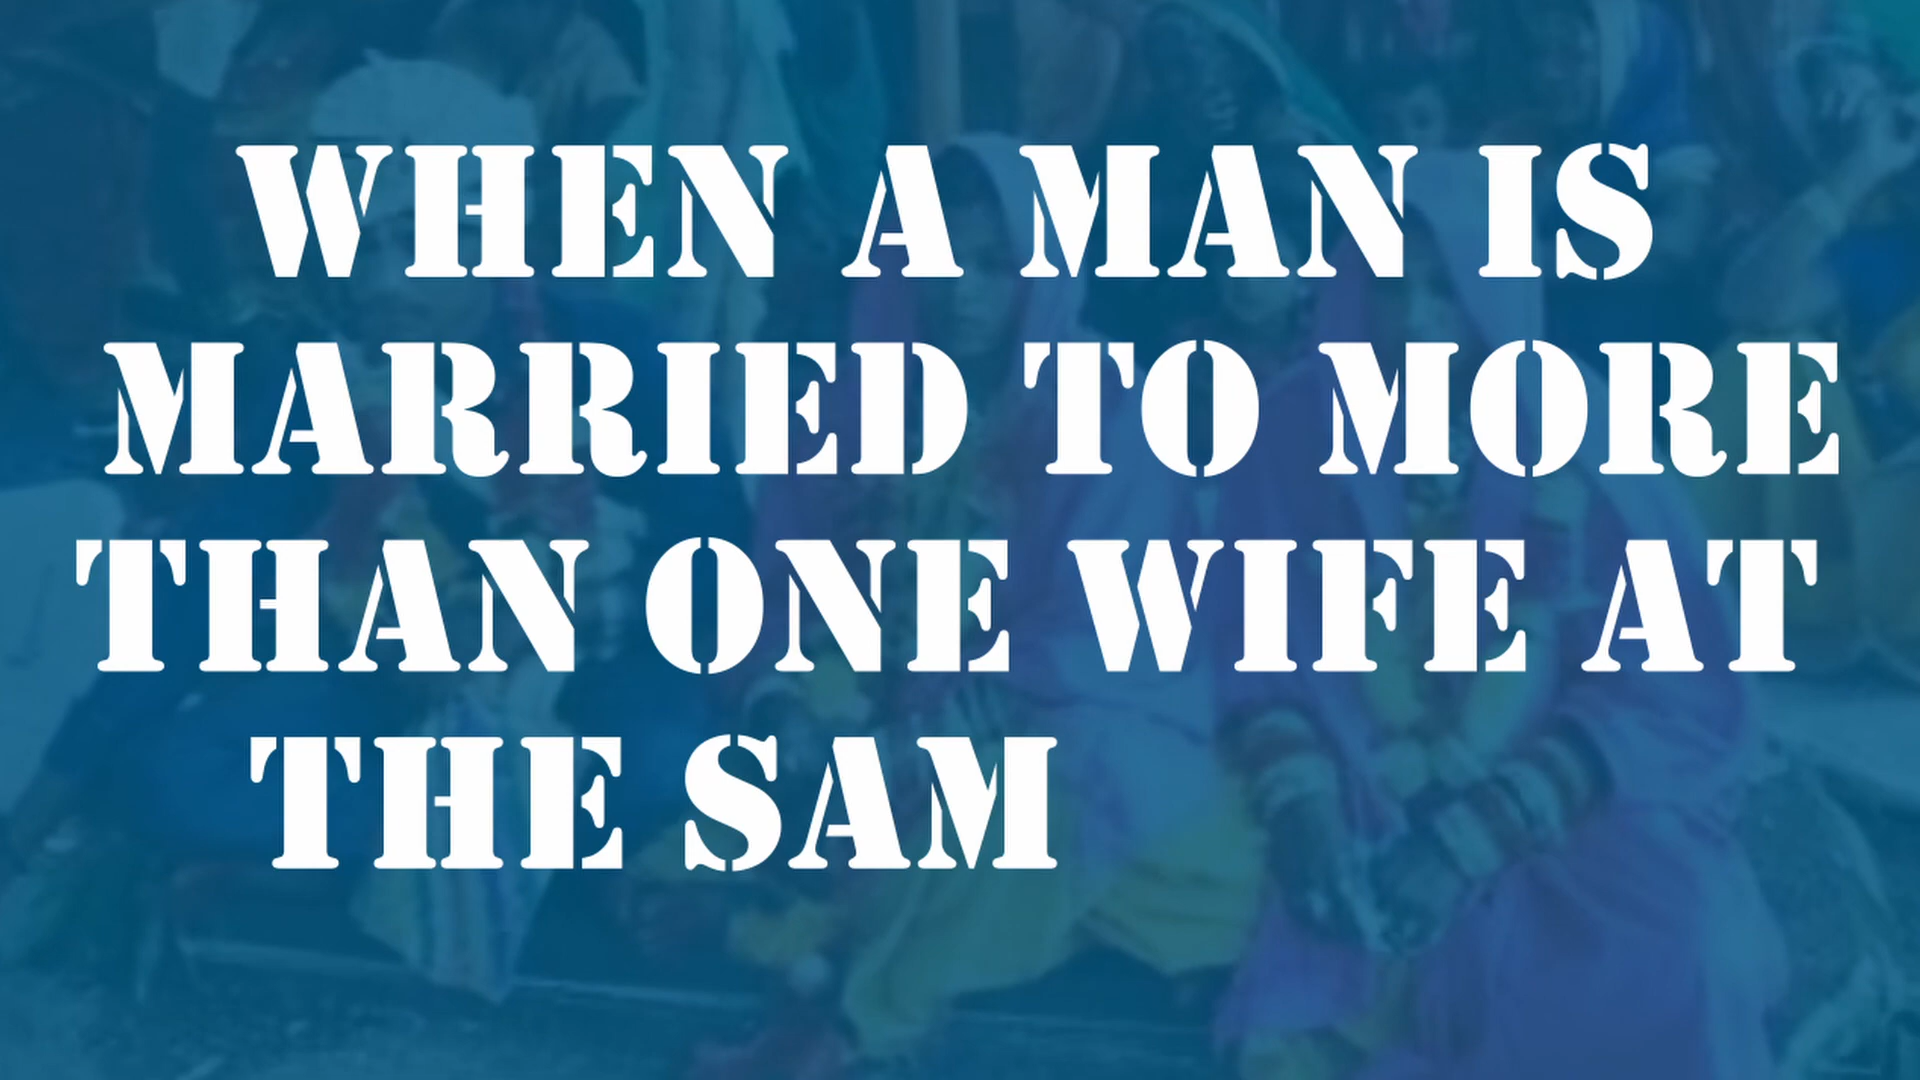 WHEN A MAN IS
MARRIED TO MORE
THAN ONE WIFE AT
THE SAM